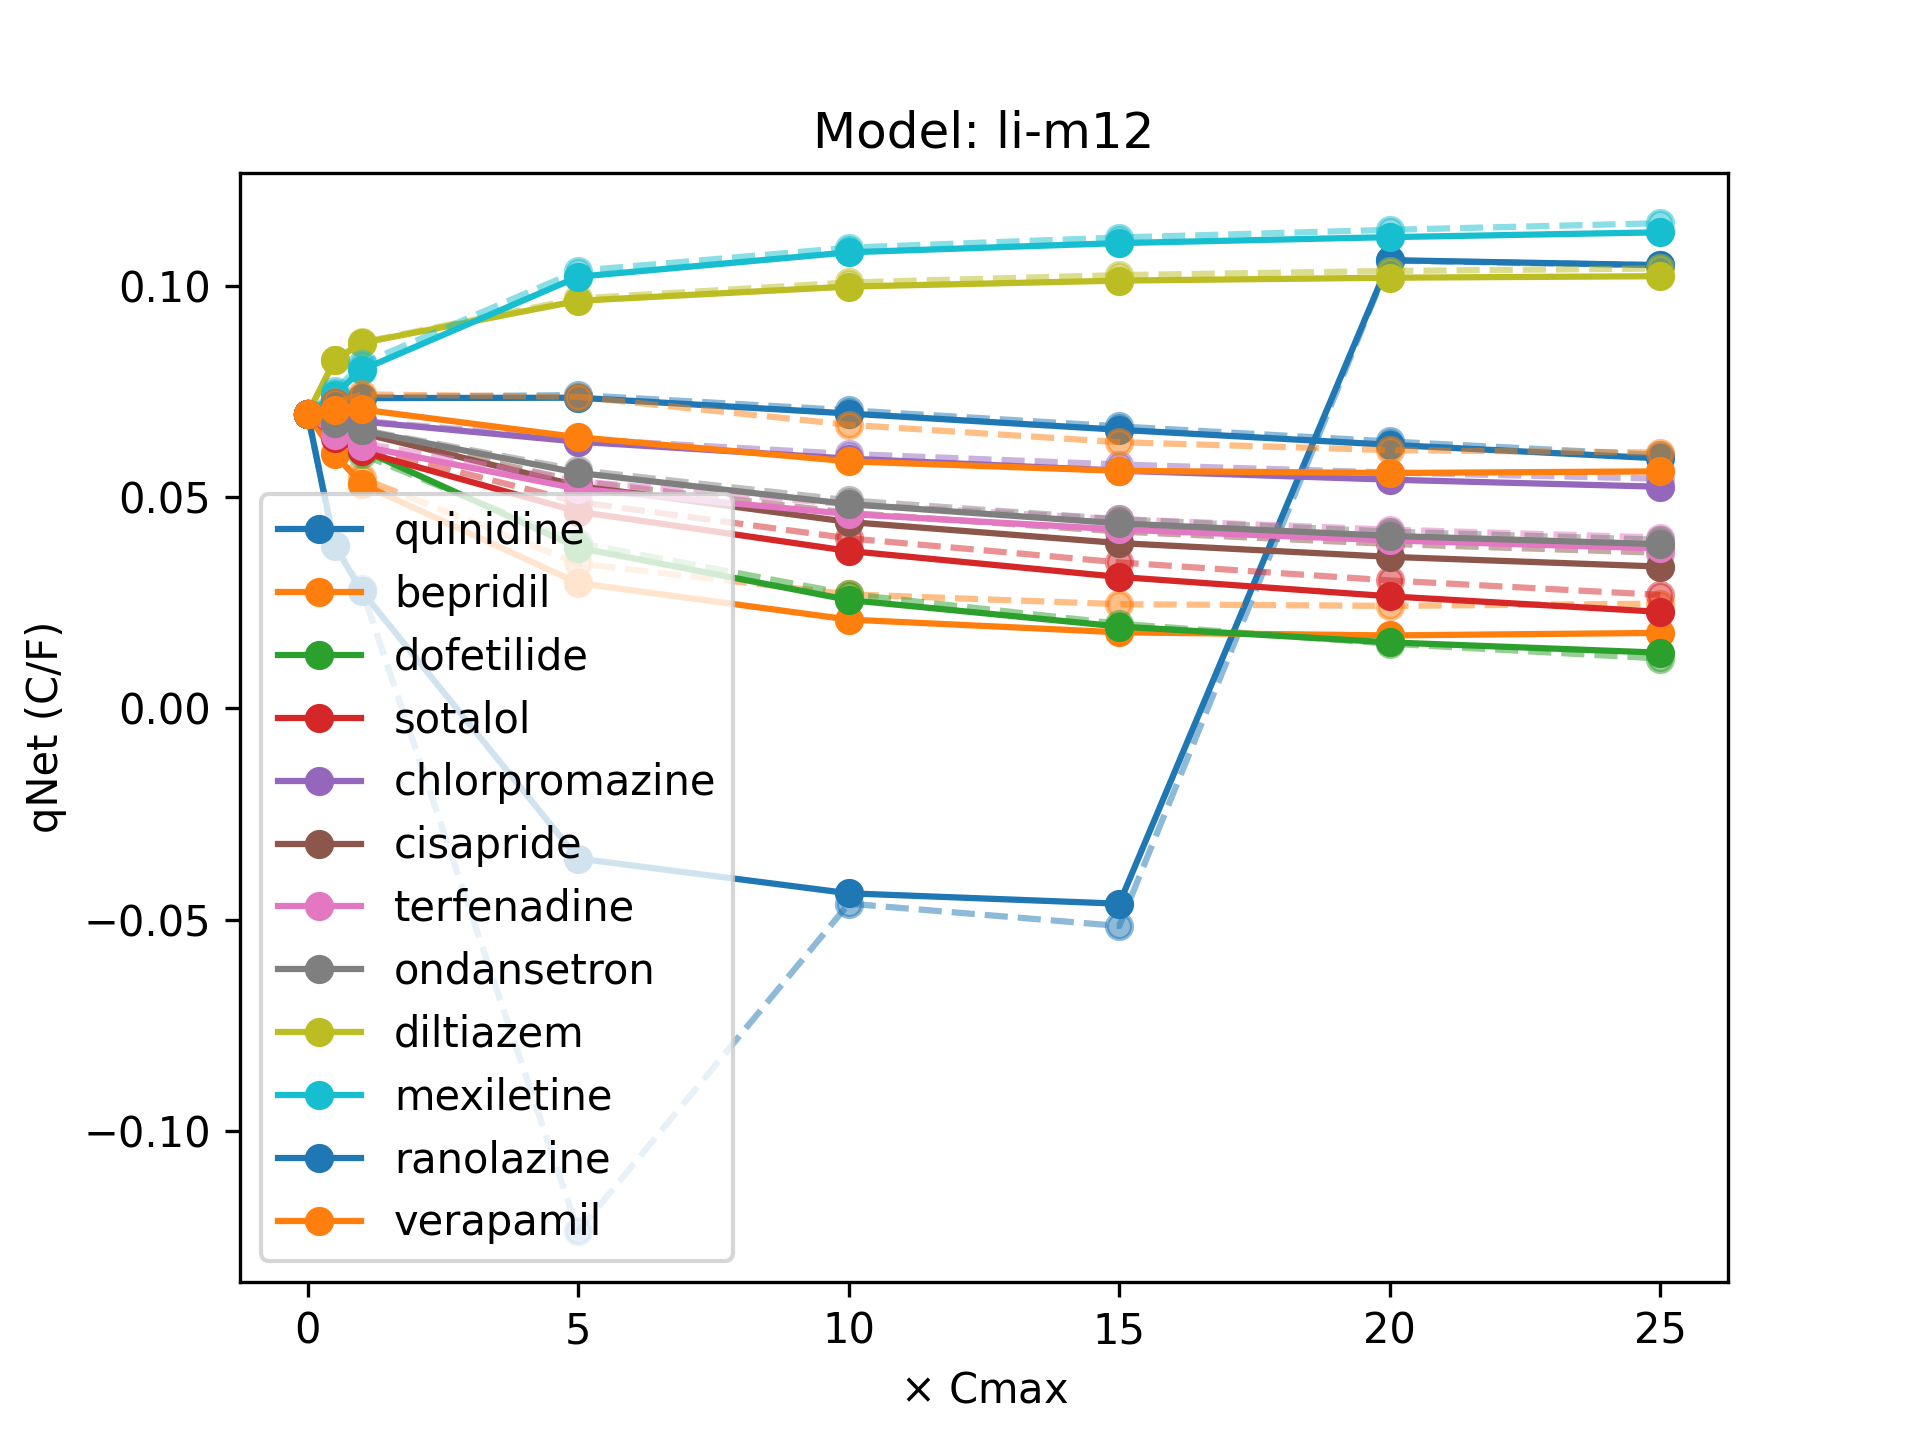 Model: li-m12
0.10
0.05
0.00
−0.05
−0.10
qNet (C/F)
quinidine
bepridil
dofetilide
sotalol
chlorpromazine
cisapride
terfenadine
ondansetron
diltiazem
mexiletine
ranolazine
verapamil
0 5 10 15 20 25
× Cmax